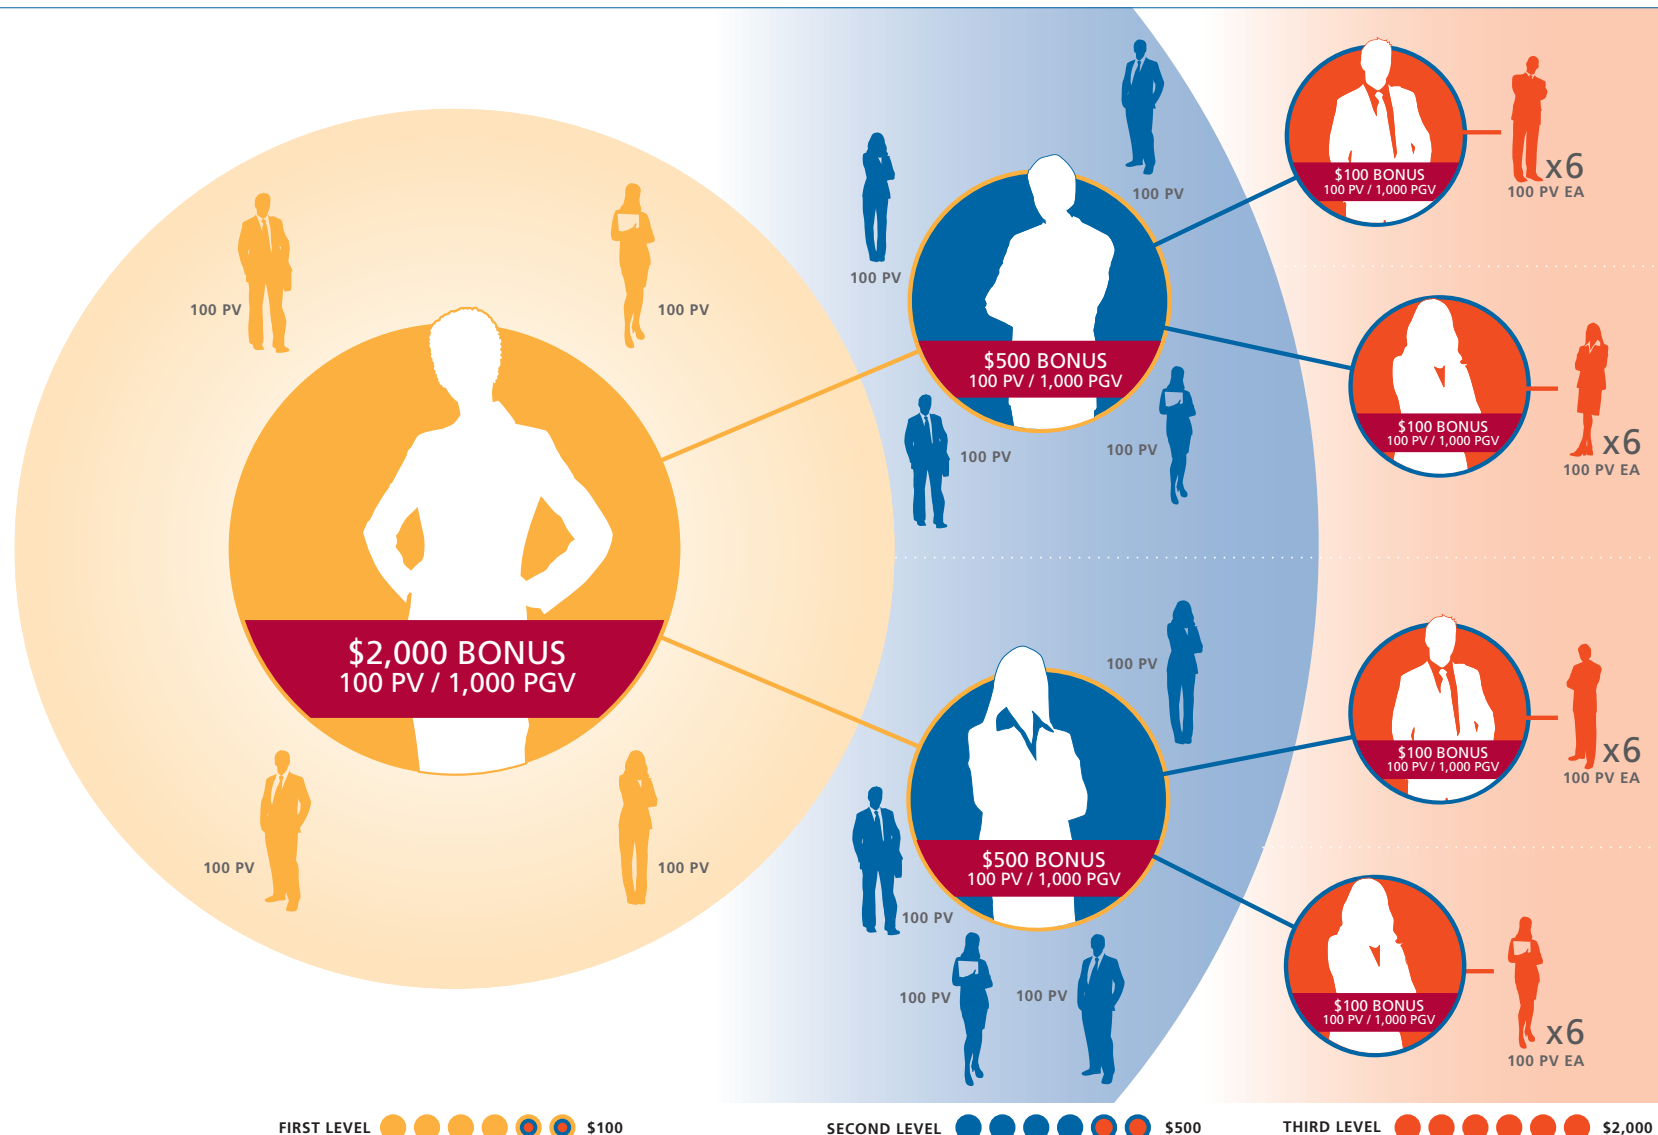 100 PV
100 PV
$2,000 BONUS
100 PV / 1,000 PGV
100 PV
100 PV
100 PV
100 PV
$500 BONUS
100 PV / 1,000 PGV
100 PV
100 PV
100 PV
$500 BONUS
100 PV / 1,000 PGV
100 PV
100 PV
100 PV
$100 BONUS
100 PV / 1,000 PGV
x6
100 PV EA
$100 BONUS
100 PV / 1,000 PGV
x6
100 PV EA
$100 BONUS
100 PV / 1,000 PGV
x6
100 PV EA
$100 BONUS
100 PV / 1,000 PGV
x6
100 PV EA
FIRST LEVEL $100
SECOND LEVEL $500
THIRD LEVEL $2,000